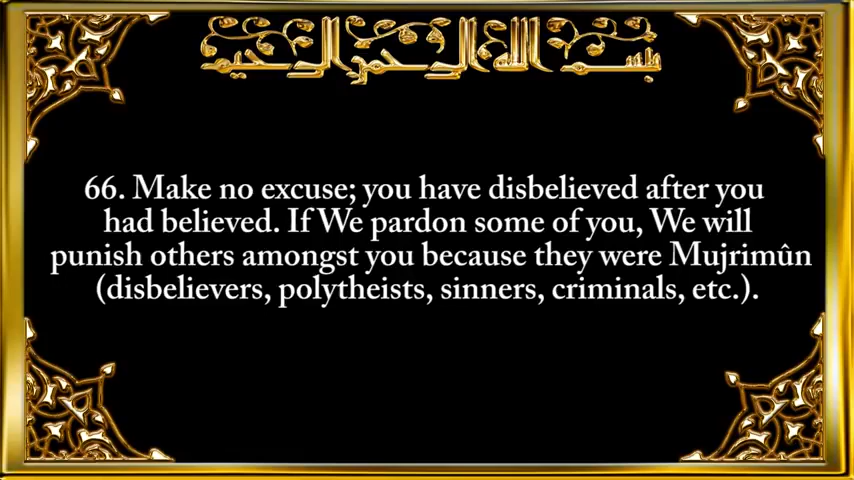 بسم الله الرحمن الرحيم
66. Make no excuse; you have disbelieved after you
had believed. If We pardon some of you, We will
punish others amongst you because they were Mujrimûn
(disbelievers, polytheists, sinners, criminals, etc.).